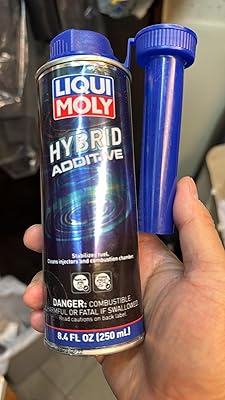 LIQUI
MOLY
HYBRID
ADDITIVE
Stabilizes fuel.
Cleans injectors and combustion chamber.
DANGER: COMBUSTIBLE.
HARMFUL OR FATAL IF SWALLOWED.
Read cautions on back label.
8.4 FL OZ (250 mL)